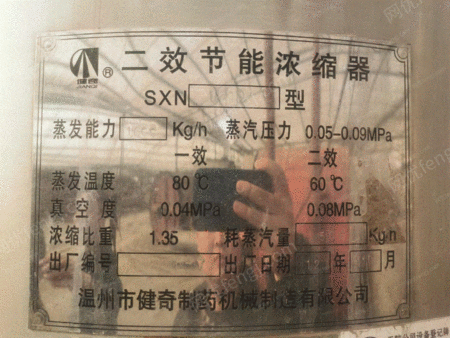 健奇®
JIANQI
二效节能浓缩器
SXN 型
蒸发能力 Kg/h 蒸汽压力 0.05-0.09MPa
一效 二效
蒸发温度 80℃ 60℃
真空度 0.04MPa 0.08MPa
浓缩比重 1.35 耗蒸汽量 Kg/h
出厂编号 出厂日期 年 月
温州市健奇制药机械制造有限公司